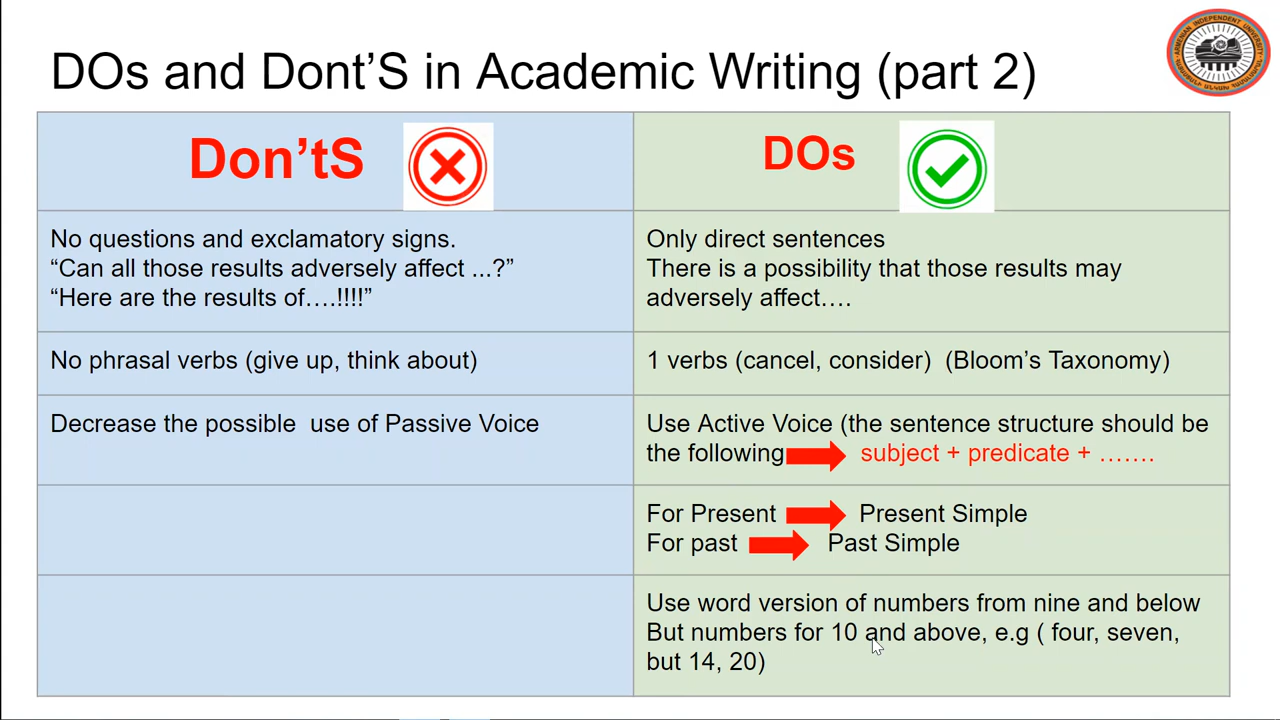 DOs and Dont’S in Academic Writing (part 2)
ARMENIAN INDEPENDENT UNIVERSITY
Don’tS
DOs
No questions and exclamatory signs.
“Can all those results adversely affect ...?”
“Here are the results of….!!!!”
Only direct sentences
There is a possibility that those results may
adversely affect….
No phrasal verbs (give up, think about)
1 verbs (cancel, consider)  (Bloom’s Taxonomy)
Decrease the possible  use of Passive Voice
Use Active Voice (the sentence structure should be
the following subject + predicate + …….
For Present Present Simple
For past Past Simple
Use word version of numbers from nine and below
But numbers for 10 and above, e.g ( four, seven,
but 14, 20)